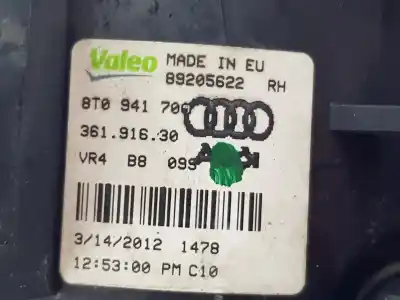 Valeo MADE IN EU
89205622 RH
8T0 941 70
361.916.30
VR4 B8 099
3/14/2012 1478
12:53:00 PM C10